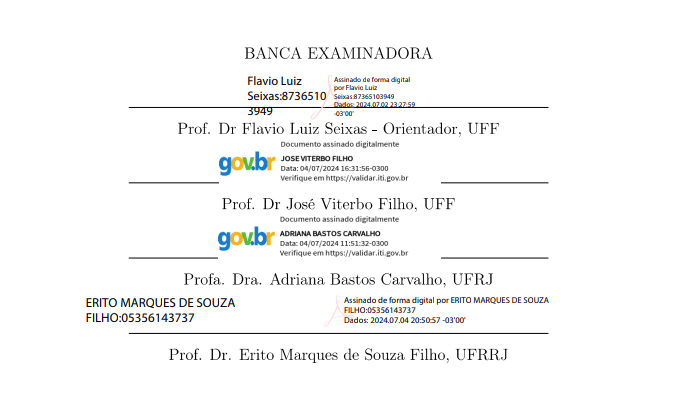 BANCA EXAMINADORA
Flavio Luiz
Seixas:8736510
3949
Assinado de forma digital
por Flavio Luiz
Seixas:87365103949
Dados: 2024.07.02 23:27:59
-03'00'
Prof. Dr Flavio Luiz Seixas - Orientador, UFF
Documento assinado digitalmente
gov.br
JOSE VITERBO FILHO
Data: 04/07/2024 16:31:56-0300
Verifique em https://validar.iti.gov.br
Prof. Dr José Viterbo Filho, UFF
Documento assinado digitalmente
gov.br
ADRIANA BASTOS CARVALHO
Data: 04/07/2024 11:51:32-0300
Verifique em https://validar.iti.gov.br
Profa. Dra. Adriana Bastos Carvalho, UFRJ
ERITO MARQUES DE SOUZA
FILHO:05356143737
Assinado de forma digital por ERITO MARQUES DE SOUZA
FILHO:05356143737
Dados: 2024.07.04 20:50:57 -03'00'
Prof. Dr. Erito Marques de Souza Filho, UFRRJ